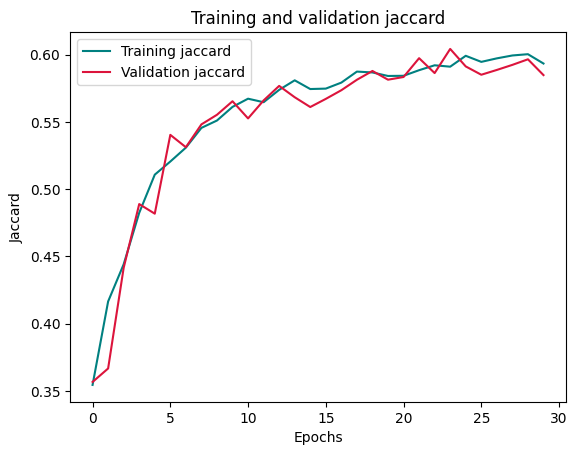 Training and validation jaccard
Training jaccard
Validation jaccard
0.60
0.55
0.50
0.45
0.40
0.35
Jaccard
0 5 10 15 20 25 30
Epochs